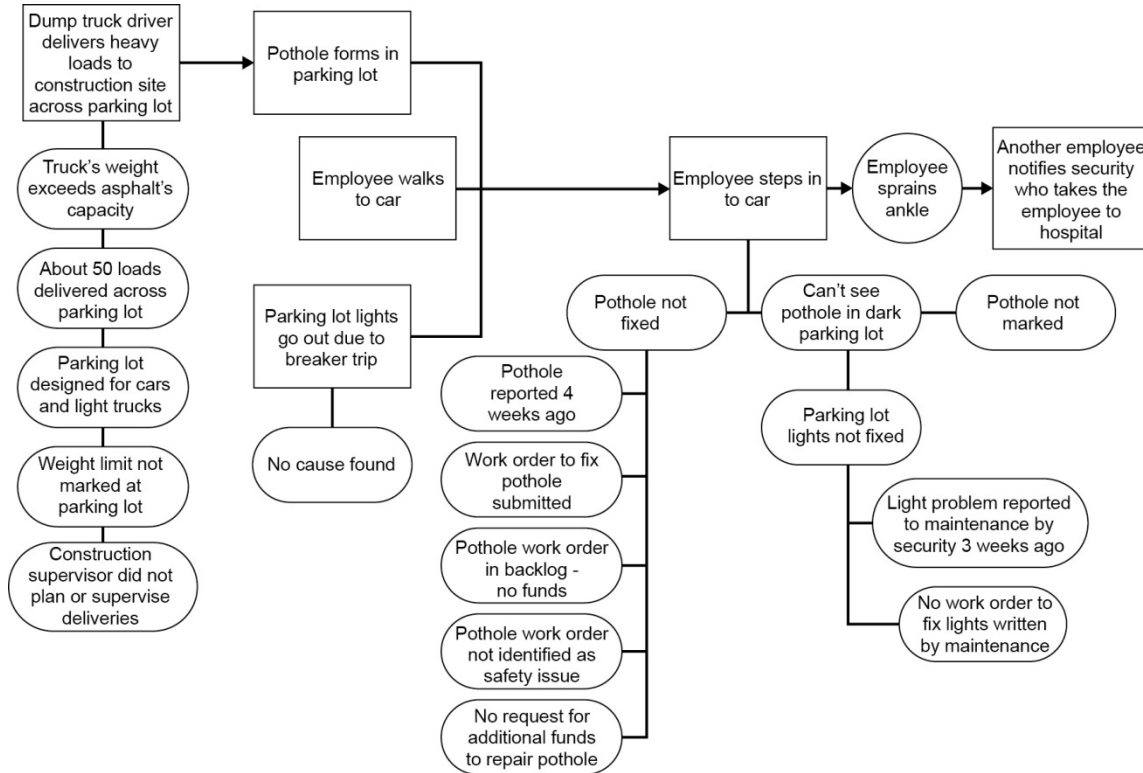 Dump truck driver
delivers heavy
loads to
construction site
across parking lot
Pothole forms in
parking lot
Truck's weight
exceeds asphalt's
capacity
About 50 loads
delivered across
parking lot
Parking lot
designed for cars
and light trucks
Weight limit not
marked at
parking lot
Construction
supervisor did not
plan or supervise
deliveries
Employee walks
to car
Parking lot lights
go out due to
breaker trip
No cause found
Employee steps in
to car
Employee
sprains
ankle
Another employee
notifies security
who takes the
employee to
hospital
Pothole not
fixed
Can't see
pothole in dark
parking lot
Pothole not
marked
Pothole
reported 4
weeks ago
Work order to fix
pothole
submitted
Pothole work order
in backlog -
no funds
Pothole work order
not identified as
safety issue
No request for
additional funds
to repair pothole
Parking lot
lights not fixed
Light problem reported
to maintenance by
security 3 weeks ago
No work order to
fix lights written
by maintenance